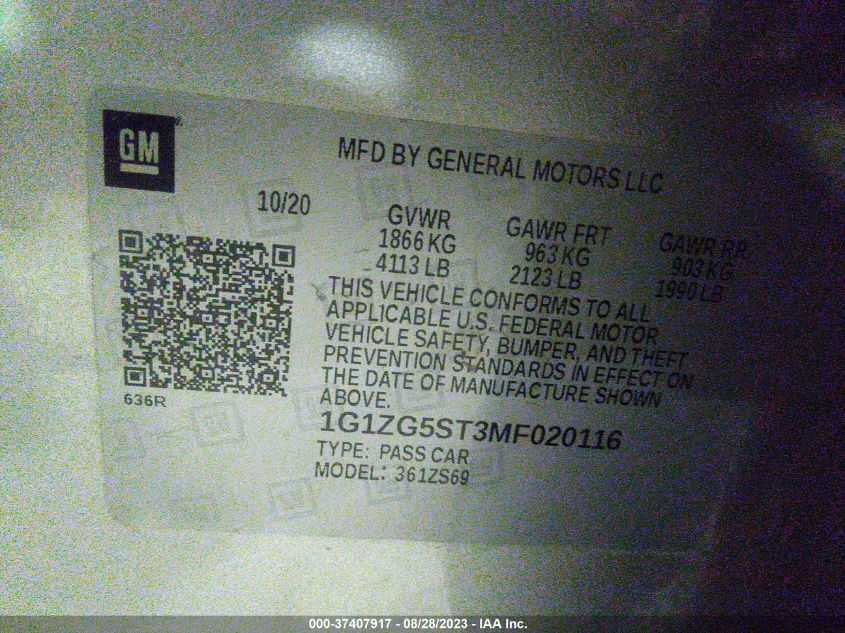 GM
MFD BY GENERAL MOTORS LLC
10/20
GVWR GAWR FRT GAWR RR
1866 KG 963 KG 903 KG
4113 LB 2123 LB 1990 LB
THIS VEHICLE CONFORMS TO ALL
APPLICABLE U.S. FEDERAL MOTOR
VEHICLE SAFETY, BUMPER, AND THEFT
PREVENTION STANDARDS IN EFFECT ON
THE DATE OF MANUFACTURE SHOWN
ABOVE.
636R
1G1ZG5ST3MF020116
TYPE: PASS CAR
MODEL: 361ZS69
000-37407917 - 08/28/2023 - IAA Inc.